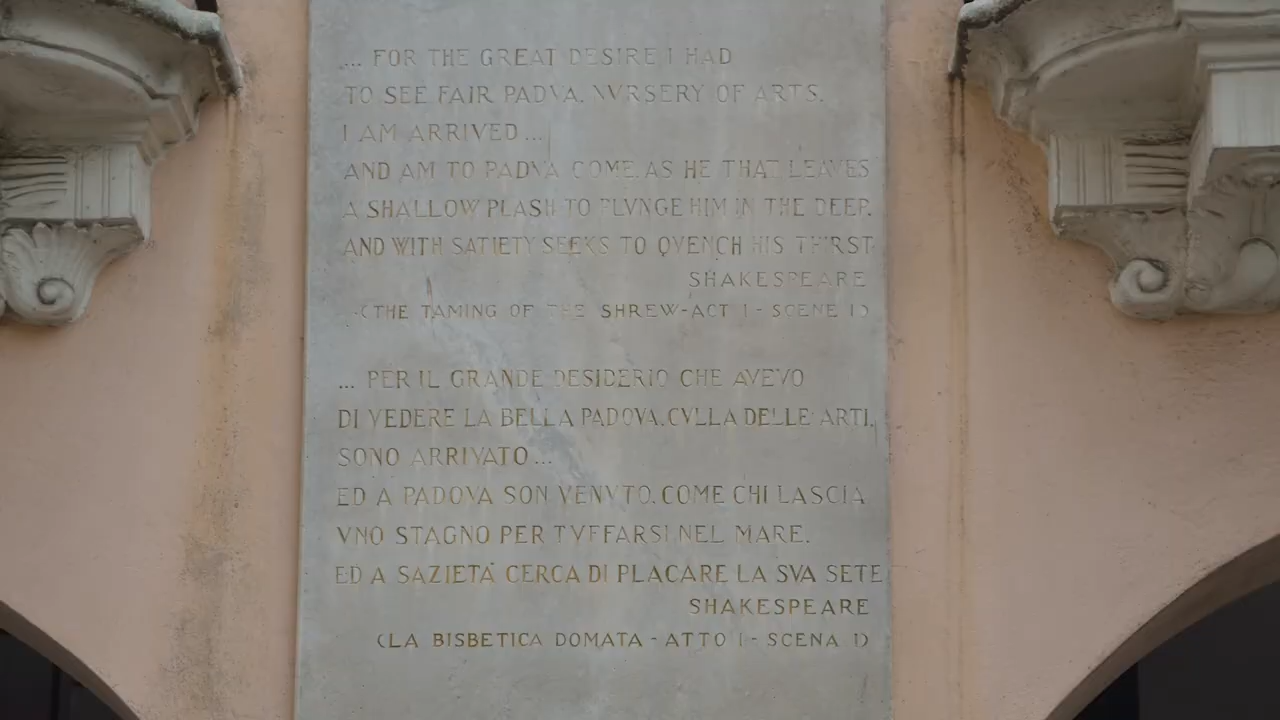 ... FOR THE GREAT DESIRE I HAD
TO SEE FAIR PADVA, NVRSERY OF ARTS,
I AM ARRIVED ...
AND AM TO PADVA COME, AS HE THAT LEAVES
A SHALLOW PLASH TO PLVNGE HIM IN THE DEEP,
AND WITH SATIETY SEEKS TO QVENCH HIS THIRST
SHAKESPEARE
(THE TAMING OF THE SHREW-ACT I - SCENE I)
... PER IL GRANDE DESIDERIO CHE AVEVO
DI VEDERE LA BELLA PADOVA, CVLLA DELLE ARTI,
SONO ARRIVATO ...
ED A PADOVA SON VENVTO, COME CHI LASCIA
VNO STAGNO PER TVFFARSI NEL MARE,
ED A SAZIETÀ CERCA DI PLACARE LA SVA SETE
SHAKESPEARE
(LA BISBETICA DOMATA - ATTO I - SCENA I)